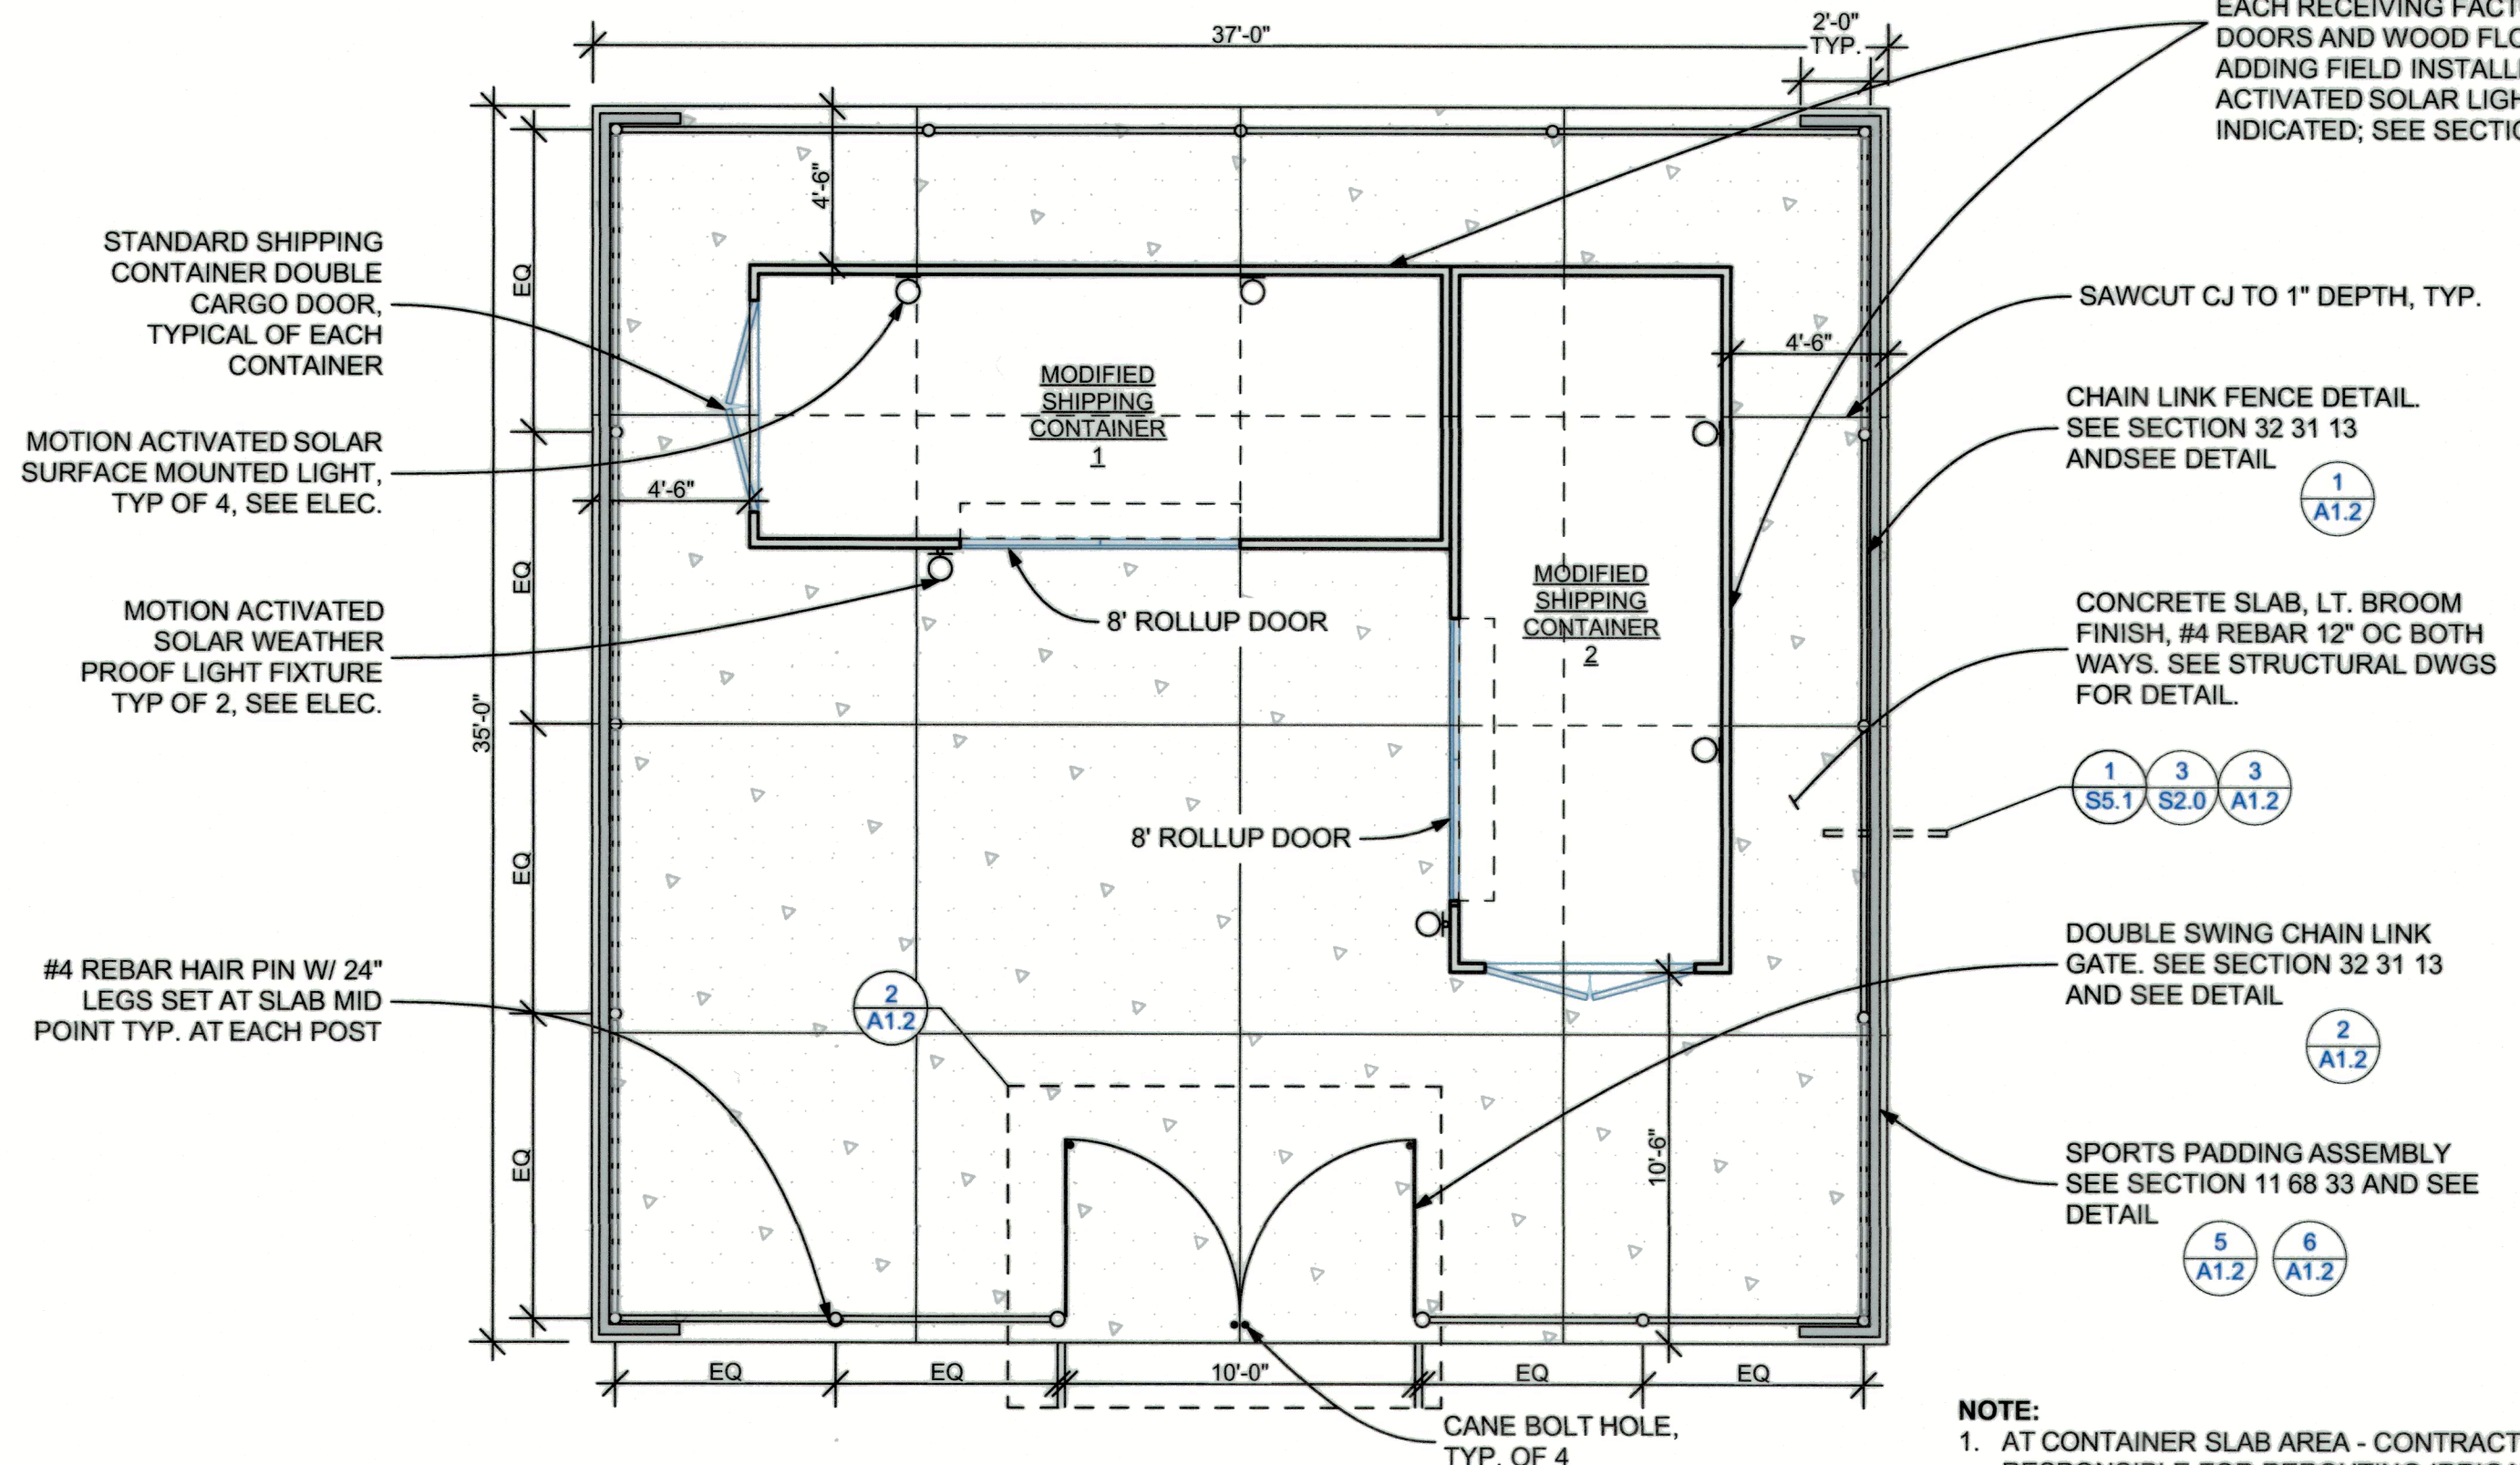 37'-0"
2'-0"
TYP.
EACH RECEIVING
DOORS AND WOOD
ADDING FIELD
ACTIVATED SOLAR
INDICATED; SEE
4'-6"
STANDARD SHIPPING
CONTAINER DOUBLE
CARGO DOOR,
TYPICAL OF EACH
CONTAINER
EQ
SAWCUT CJ TO 1" DEPTH, TYP.
4'-6"
MODIFIED
SHIPPING
CONTAINER
1
CHAIN LINK FENCE DETAIL.
SEE SECTION 32 31 13
ANDSEE DETAIL
1
A1.2
MOTION ACTIVATED SOLAR
SURFACE MOUNTED LIGHT,
TYP OF 4, SEE ELEC.
4'-6"
EQ
MODIFIED
SHIPPING
CONTAINER
2
MOTION ACTIVATED
SOLAR WEATHER
PROOF LIGHT FIXTURE
TYP OF 2, SEE ELEC.
8' ROLLUP DOOR
CONCRETE SLAB, LT. BROOM
FINISH, #4 REBAR 12" OC BOTH
WAYS. SEE STRUCTURAL DWGS
FOR DETAIL.
35'-0"
1
S5.1
3
S2.0
3
A1.2
8' ROLLUP DOOR
EQ
#4 REBAR HAIR PIN W/ 24"
LEGS SET AT SLAB MID
POINT TYP. AT EACH POST
2
A1.2
DOUBLE SWING CHAIN LINK
GATE. SEE SECTION 32 31 13
AND SEE DETAIL
2
A1.2
EQ
10'-6"
SPORTS PADDING ASSEMBLY
SEE SECTION 11 68 33 AND SEE
DETAIL
5
A1.2
6
A1.2
EQ
EQ
10'-0"
EQ
EQ
CANE BOLT HOLE,
TYP. OF 4
NOTE:
1. AT CONTAINER SLAB AREA -
RESPONSIBLE FOR REROUTING